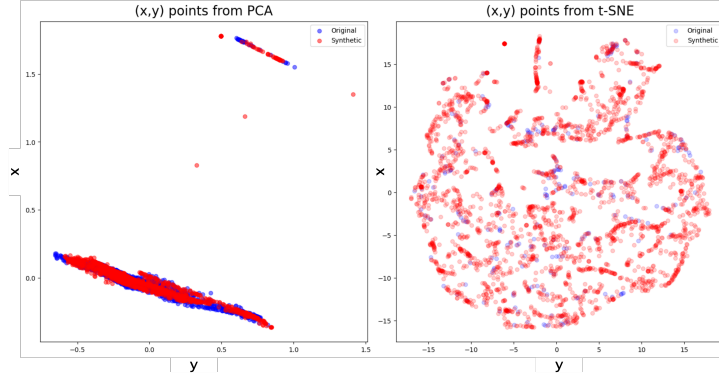 (x,y) points from PCA
Original
Synthetic
1.5
1.0
0.5
0.0
−0.5
0.0
0.5
1.0
1.5
x
y
(x,y) points from t-SNE
Original
Synthetic
15
10
5
0
−5
−10
−15
−15
−10
−5
0
5
10
15
x
y